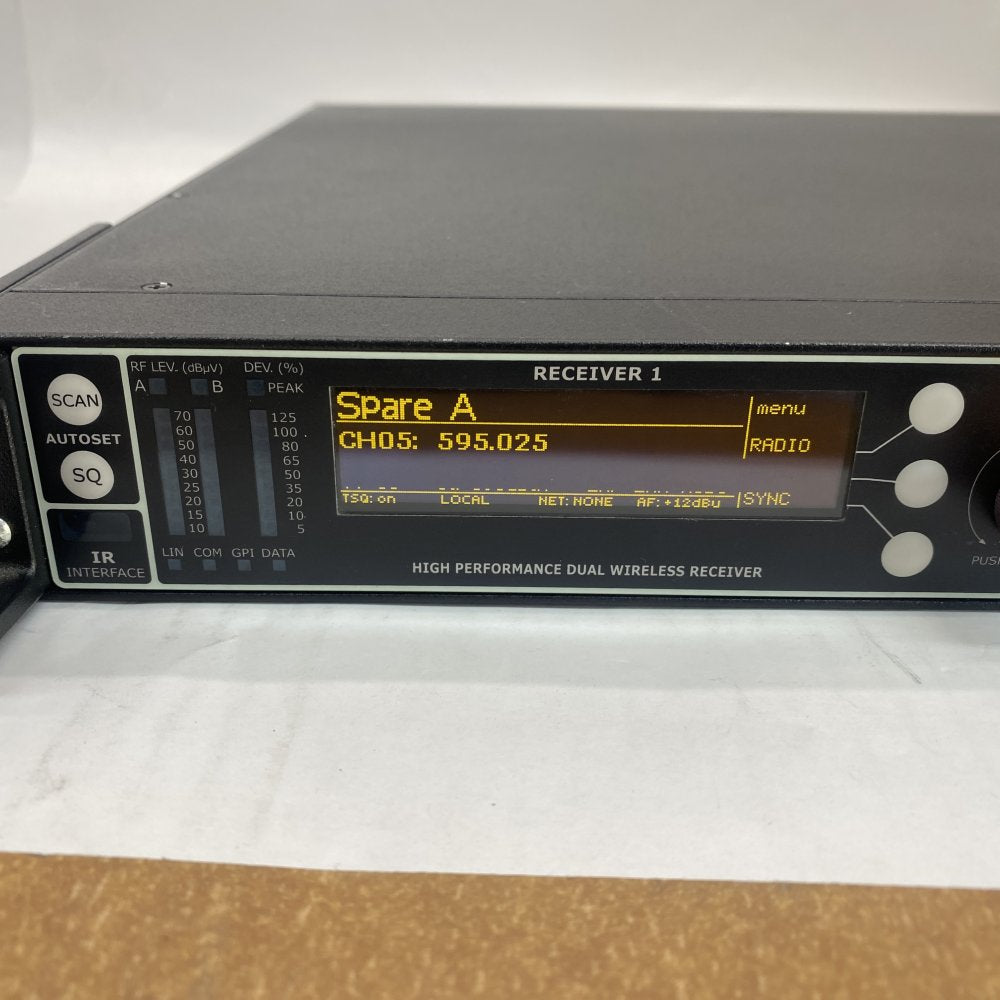 RECEIVER 1
SCAN
AUTOSET
SQ
IR
INTERFACE
RF LEV. (dBµV)
A B
70
60
50
40
30
25
20
15
10
DEV. (%)
PEAK
125
100
80
65
50
35
20
10
5
LIN COM GPI DATA
Spare A
CH05: 595.025
TSQ: on LOCAL NET: NONE AF: +12dBu
menu
RADIO
SYNC
HIGH PERFORMANCE DUAL WIRELESS RECEIVER